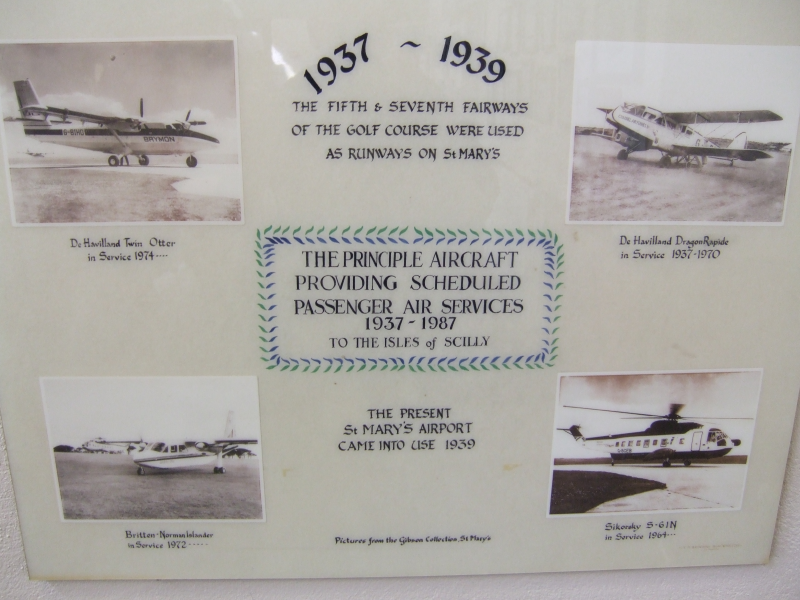 1937 ~ 1939
THE FIFTH & SEVENTH FAIRWAYS
OF THE GOLF COURSE WERE USED
AS RUNWAYS ON St MARY'S
BRYMON
De Havilland Twin Otter
in Service 1974····
De Havilland Dragon Rapide
in Service 1937-1970
THE PRINCIPLE AIRCRAFT
PROVIDING SCHEDULED
PASSENGER AIR SERVICES
1937-1987
TO THE ISLES of SCILLY
THE PRESENT
St MARY'S AIRPORT
CAME INTO USE 1939
Britten-Norman Islander
in Service 1972·····
Sikorsky S·61N
in Service 1964···
Pictures from the Gibson Collection St Mary's